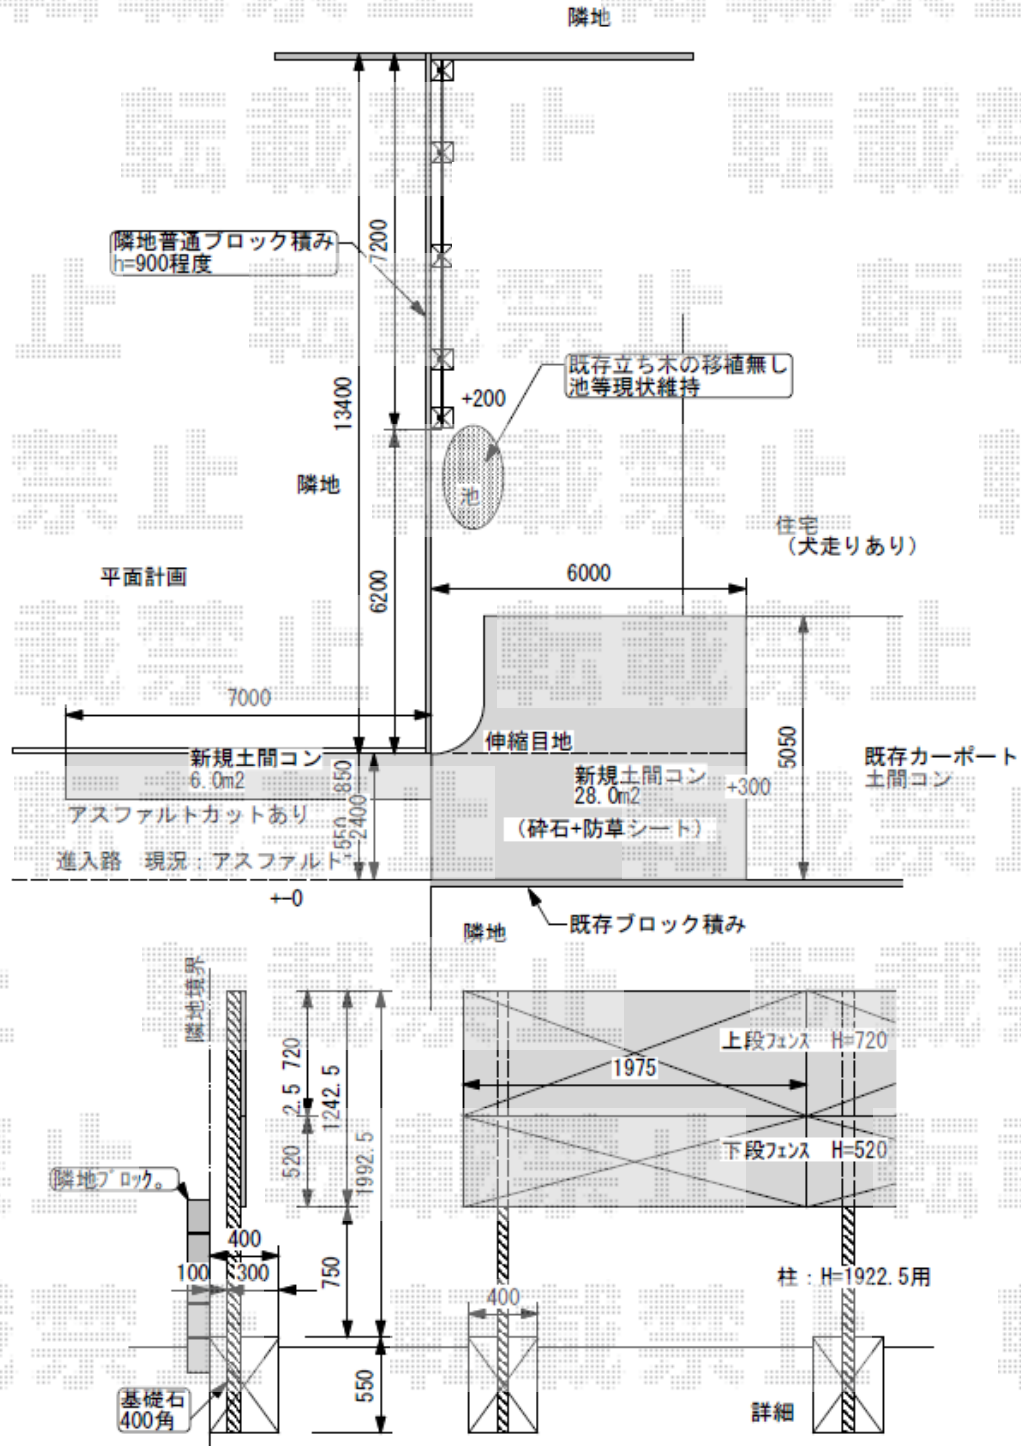 隣地
転載禁止
隣地普通ブロック積み
h=900程度
7200
13400
既存立ち木の移植無し
池等現状維持
+200
隣地
池
住宅
（犬走りあり）
平面計画
6000
6200
7000
伸縮目地
新規土間コン
6.0m2
850
2400
5050
新規土間コン
28.0m2
+300
既存カーポート
土間コン
アスファルトカットあり
（砕石+防草シート）
進入路 現況：アスファルト
+-0
既存ブロック積み
隣地
隣地境界
720
2.5
520
1242.5
1992.5
上段フェンス H=720
1975
下段フェンス H=520
隣地ブロック。
400
100
300
750
400
柱：H=1922.5用
550
基礎石
400角
詳細